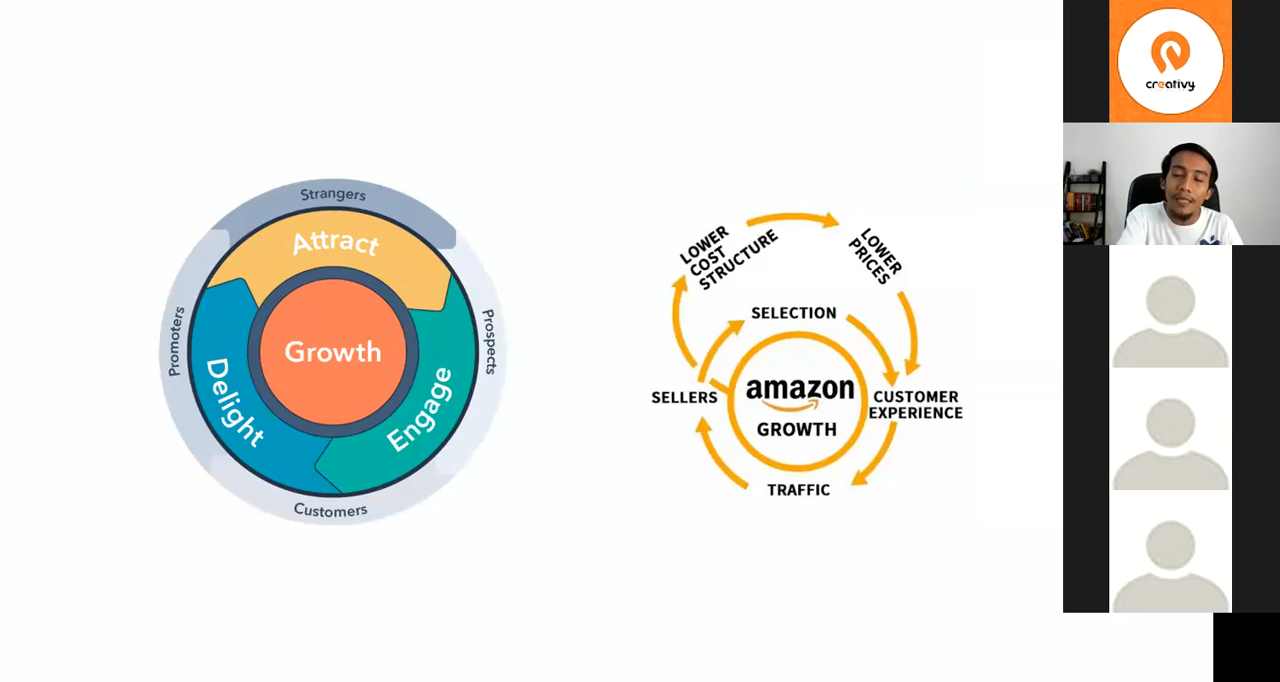 Strangers
Attract
Promoters
Prospects
Growth
Delight
Engage
Customers
LOWER
COST
STRUCTURE
LOWER
PRICES
SELECTION
SELLERS
amazon
GROWTH
CUSTOMER
EXPERIENCE
TRAFFIC
creativy